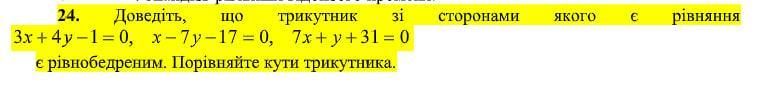 24. Доведіть, що трикутник зі сторонами якого є рівняння
3x + 4y − 1 = 0, x − 7y − 17 = 0, 7x + y + 31 = 0
є рівнобедреним. Порівняйте кути трикутника.